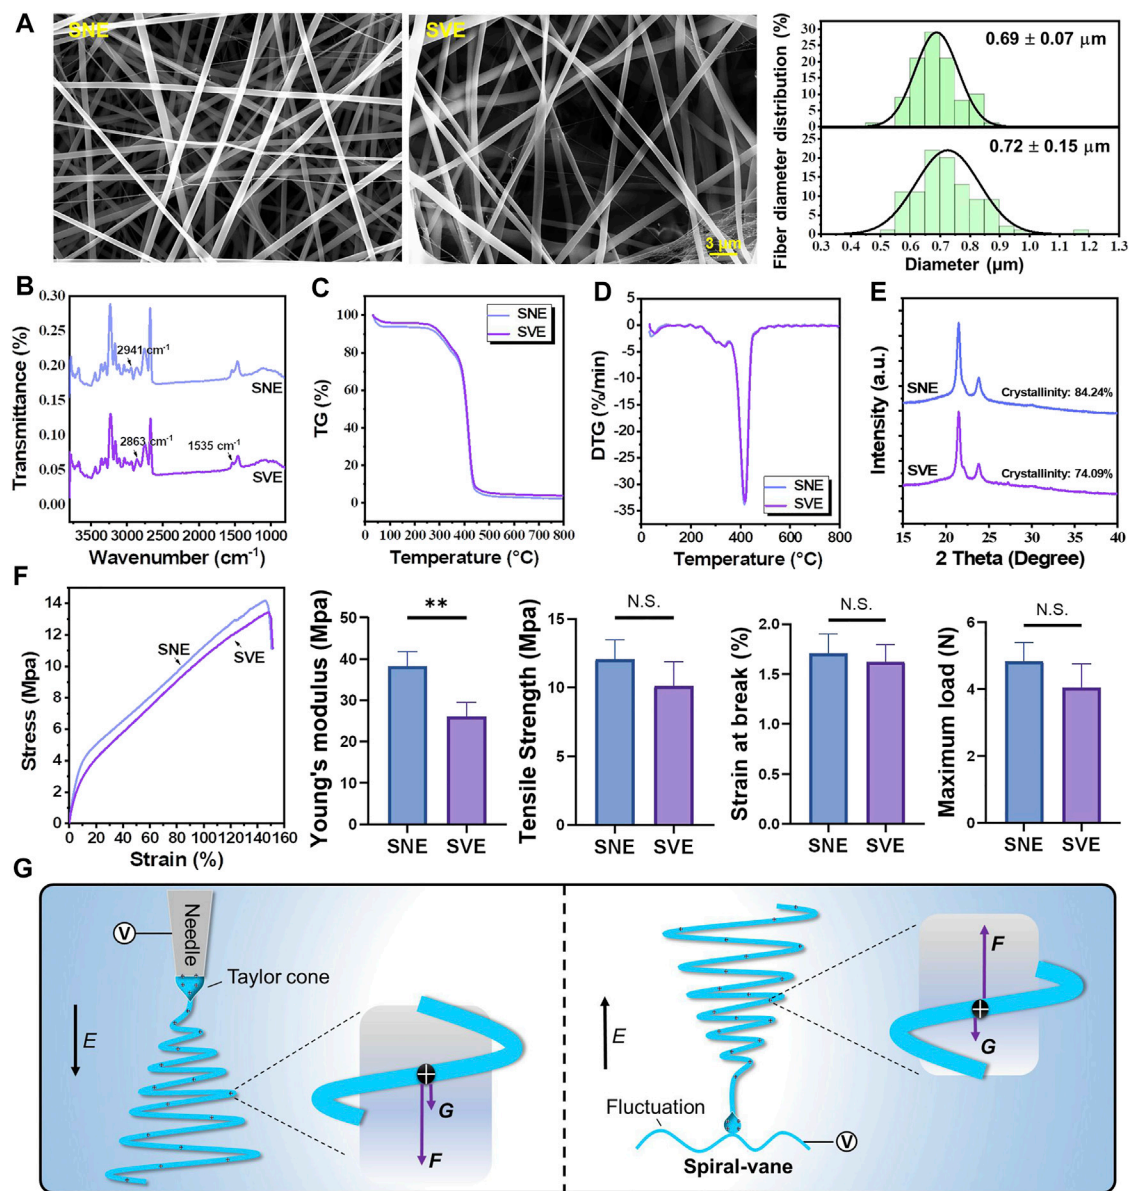 A
SNE
SVE
3 μm
Fiber diameter distribution (%)
30
25
20
15
10
5
0
0.69 ± 0.07 μm
25
20
15
10
5
0
0.72 ± 0.15 μm
0.3 0.4 0.5 0.6 0.7 0.8 0.9 1.0 1.1 1.2 1.3
Diameter (μm)
B
Transmittance (%)
0.30
0.25
0.20
0.15
0.10
0.05
0.00
2941 cm⁻¹
SNE
2863 cm⁻¹
1535 cm⁻¹
SVE
3500 3000 2500 2000 1500 1000
Wavenumber (cm⁻¹)
C
TG (%)
100
80
60
40
20
0
SNE
SVE
0 100 200 300 400 500 600 700 800
Temperature (°C)
D
DTG (%/min)
5
0
-5
-10
-15
-20
-25
-30
-35
SNE
SVE
0 200 400 600 800
Temperature (°C)
E
Intensity (a.u.)
SNE
Crystallinity: 84.24%
SVE
Crystallinity: 74.09%
15 20 25 30 35 40
2 Theta (Degree)
F
Stress (Mpa)
14
12
10
8
6
4
2
0
SNE
SVE
0 20 40 60 80 100 120 140 160
Strain (%)
Young's modulus (Mpa)
50
40
30
20
10
0
**
SNE SVE
Tensile Strength (Mpa)
15
10
5
0
N.S.
SNE SVE
Strain at break (%)
2.0
1.5
1.0
0.5
0.0
N.S.
SNE SVE
Maximum load (N)
6
4
2
0
N.S.
SNE SVE
G
Needle
V
Taylor cone
E
G
F
E
F
G
Fluctuation
V
Spiral-vane